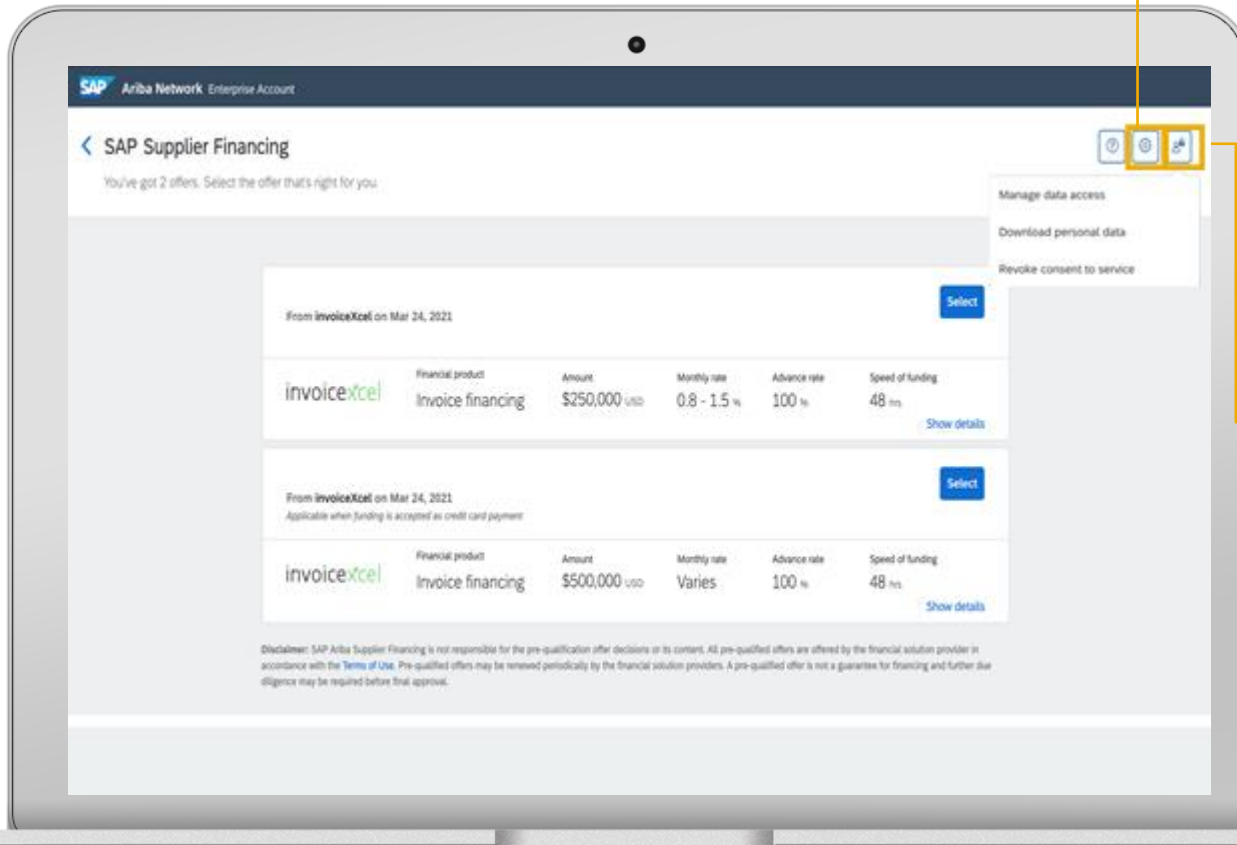 SAP Ariba Network Enterprise Account
SAP Supplier Financing
You've got 2 offers. Select the offer that's right for you.
Manage data access
Download personal data
Revoke consent to service
From invoiceXcel on Mar 24, 2021
Select
invoicexcel
Financial product
Invoice financing
Amount
$250,000 USD
Monthly rate
0.8 - 1.5 %
Advance rate
100 %
Speed of funding
48 hrs
Show details
From invoiceXcel on Mar 24, 2021
Applicable when funding is accepted as credit card payment
Select
invoicexcel
Financial product
Invoice financing
Amount
$500,000 USD
Monthly rate
Varies
Advance rate
100 %
Speed of funding
48 hrs
Show details
Disclaimer: SAP Ariba Supplier Financing is not responsible for the pre-qualification offer decisions or its content. All pre-qualified offers are offered by the financial solution provider in
accordance with the Terms of Use. Pre-qualified offers may be renewed periodically by the financial solution providers. A pre-qualified offer is not a guarantee for financing and further due
diligence may be required before final approval.